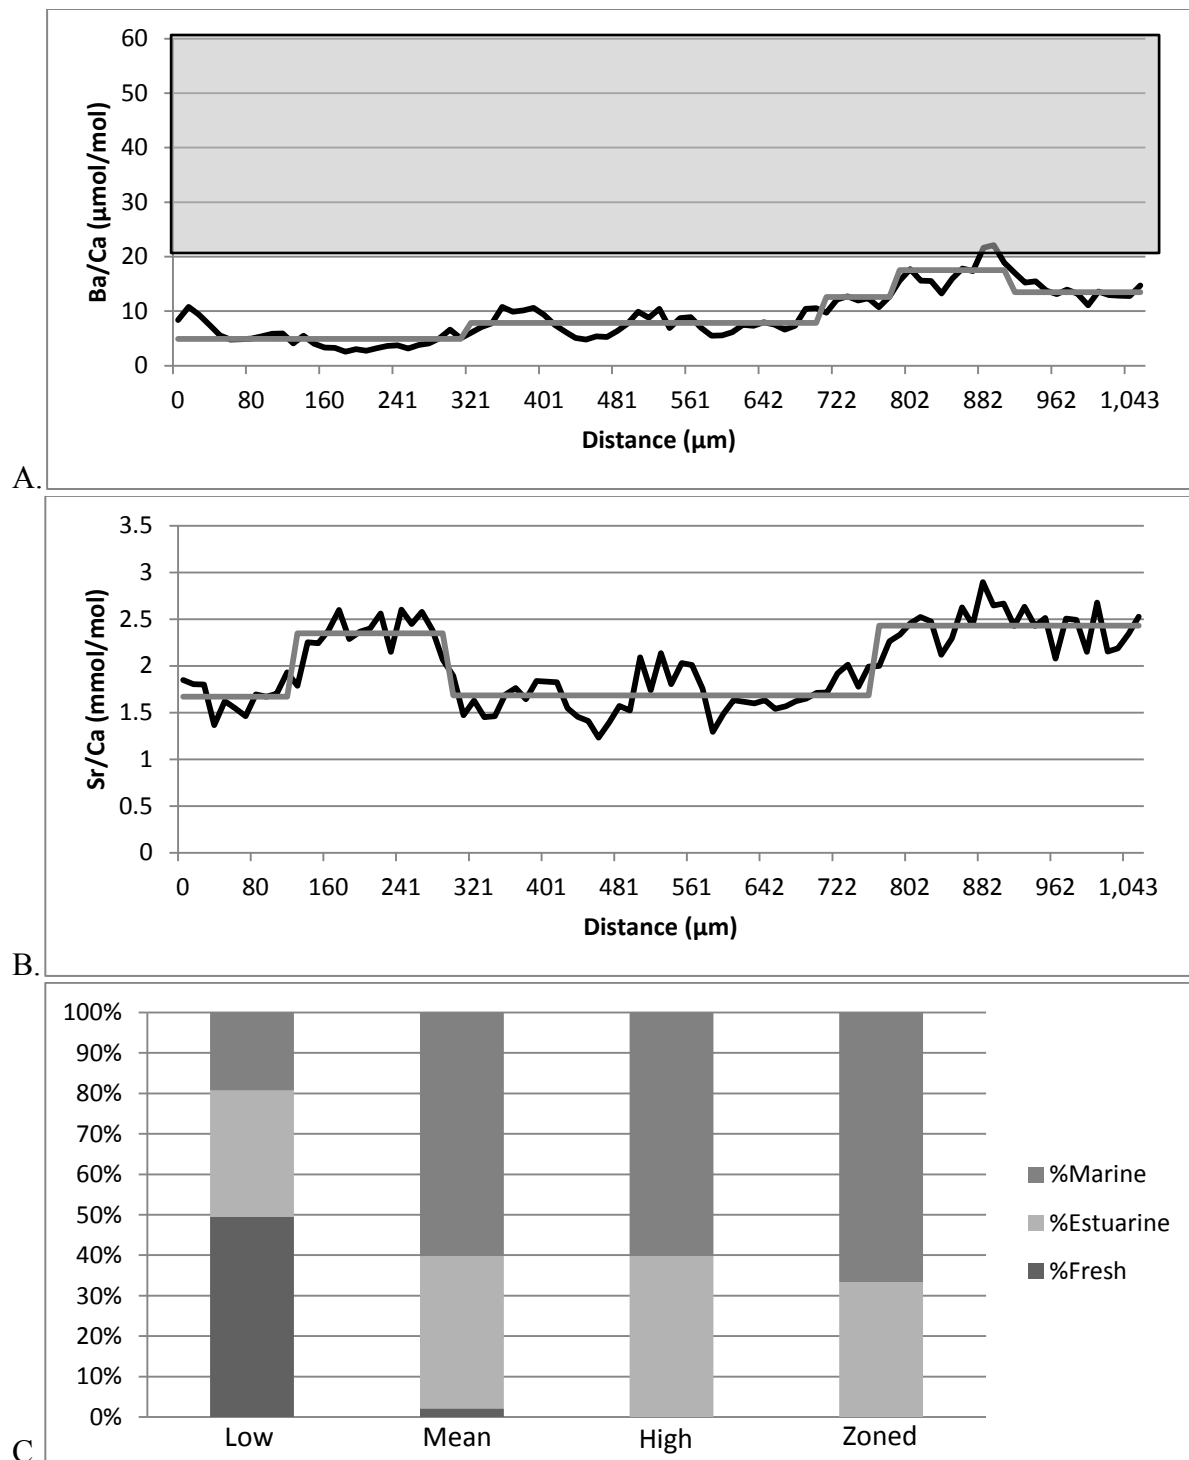 60
50
40
30
20
10
0
Ba/Ca (µmol/mol)
0 80 160 241 321 401 481 561 642 722 802 882 962 1,043
Distance (µm)
A.
3.5
3
2.5
2
1.5
1
0.5
0
Sr/Ca (mmol/mol)
0 80 160 241 321 401 481 561 642 722 802 882 962 1,043
Distance (µm)
B.
100%
90%
80%
70%
60%
50%
40%
30%
20%
10%
0%
Low Mean High Zoned
%Marine
%Estuarine
%Fresh
C